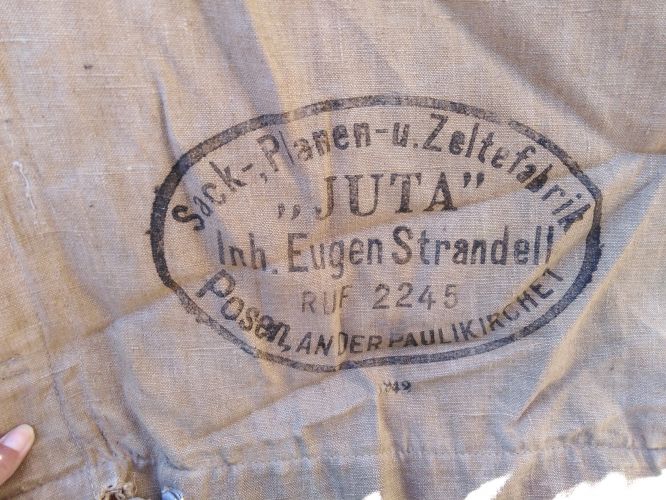 Sack-, Planen- u. Zeltefabrik
„JUTA"
Inh. Eugen Strandell
RUF 2245
Posen, AN DER PAULIKIRCHE 1